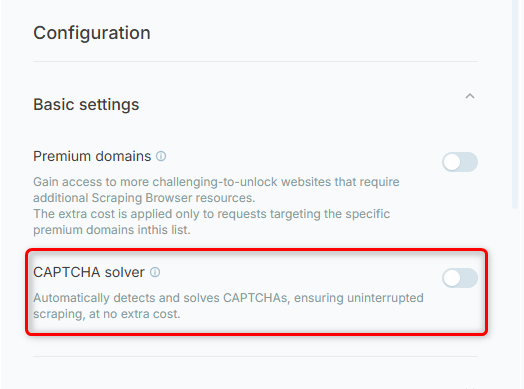 Configuration
Basic settings
Premium domains
Gain access to more challenging-to-unlock websites that require
additional Scraping Browser resources.
The extra cost is applied only to requests targeting the specific
premium domains inthis list.
CAPTCHA solver
Automatically detects and solves CAPTCHAs, ensuring uninterrupted
scraping, at no extra cost.